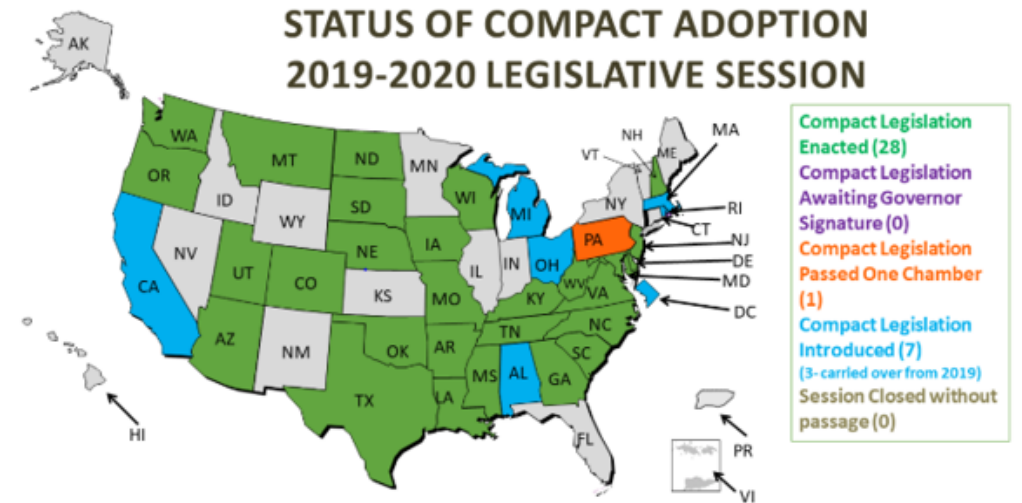 STATUS OF COMPACT ADOPTION
2019-2020 LEGISLATIVE SESSION
AK
WA
OR
CA
ID
NV
MT
WY
UT
AZ
CO
NM
ND
SD
NE
KS
OK
TX
MN
IA
MO
AR
LA
WI
IL
MI
IN
OH
KY
TN
MS
AL
GA
FL
SC
NC
VA
WV
PA
NY
VT
NH
ME
MA
RI
CT
NJ
DE
MD
DC
HI
PR
VI
Compact Legislation
Enacted (28)
Compact Legislation
Awaiting Governor
Signature (0)
Compact Legislation
Passed One Chamber
(1)
Compact Legislation
Introduced (7)
(3- carried over from 2019)
Session Closed without
passage (0)